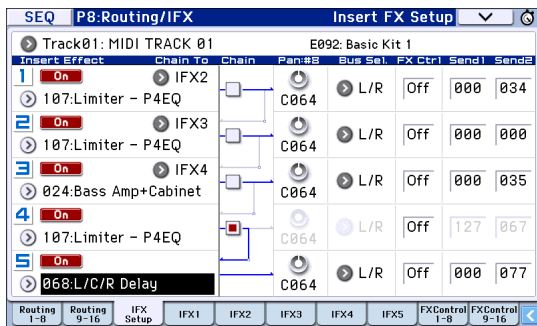 SEQ P8:Routing/IFX Insert FX Setup
Track01: MIDI TRACK 01 E092: Basic Kit 1
Insert Effect Chain To Chain Pan:#8 Bus Sel. FX Ctrl Send1 Send2
1 On IFX2
107:Limiter - P4EQ C064 L/R Off 000 034
2 On IFX3
107:Limiter - P4EQ C064 L/R Off 000 000
3 On IFX4
024:Bass Amp+Cabinet C064 L/R Off 000 035
4 On
107:Limiter - P4EQ C064 L/R Off 127 067
5 On
068:L/C/R Delay C064 L/R Off 000 077
Routing 1-8 Routing 9-16 IFX Setup IFX1 IFX2 IFX3 IFX4 IFX5 FXControl 1-8 FXControl 9-16